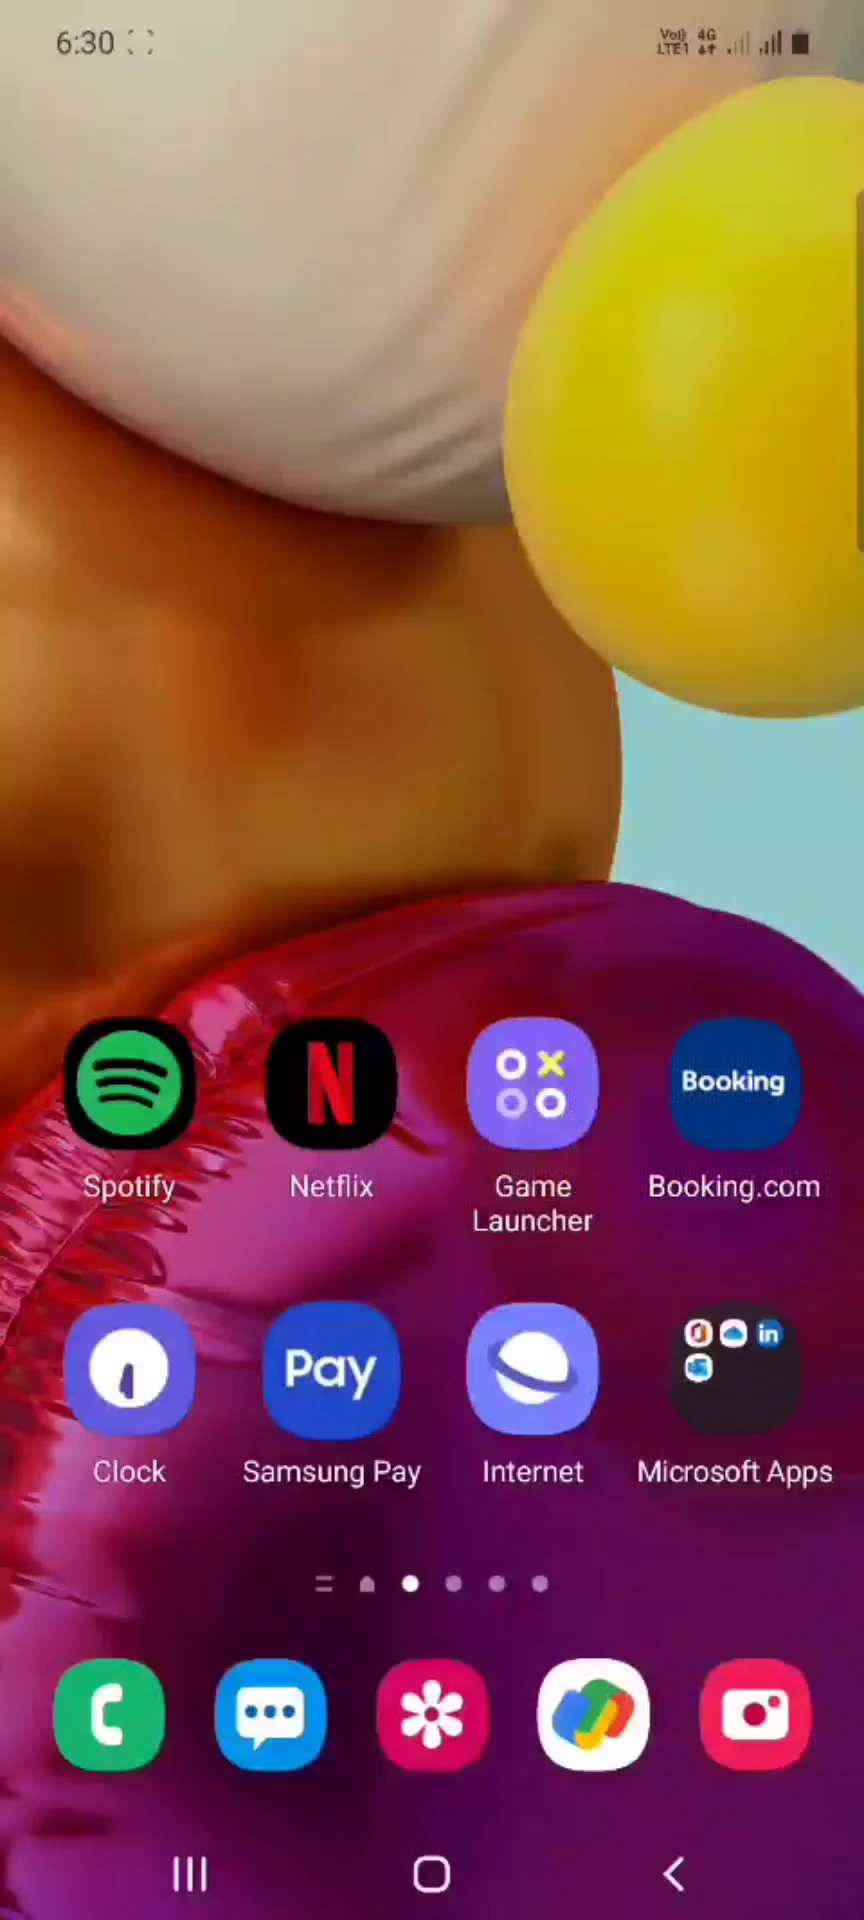 6:30
Vo)) 4G
LTE1
N
Booking
Spotify
Netflix
Game
Launcher
Booking.com
Pay
in
Clock
Samsung Pay
Internet
Microsoft Apps